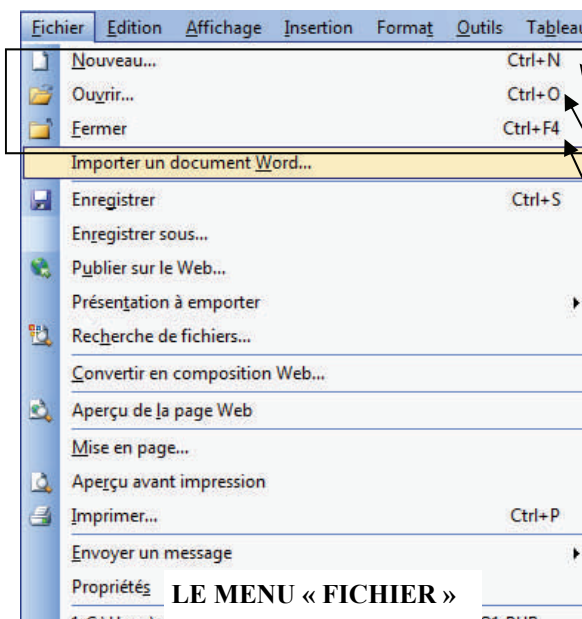 Fichier Edition Affichage Insertion Format Outils Tableau
Nouveau... Ctrl+N
Ouvrir... Ctrl+O
Fermer Ctrl+F4
Importer un document Word...
Enregistrer Ctrl+S
Enregistrer sous...
Publier sur le Web...
Présentation à emporter
Recherche de fichiers...
Convertir en composition Web...
Aperçu de la page Web
Mise en page...
Aperçu avant impression
Imprimer... Ctrl+P
Envoyer un message
Propriétés
LE MENU « FICHIER »